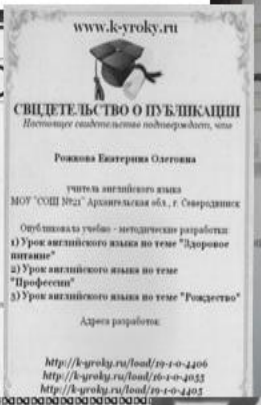 www.k-yroky.ru
СВИДЕТЕЛЬСТВО О ПУБЛИКАЦИИ
Настоящее свидетельство подтверждает, что
Рожкова Екатерина Олеговна
учитель английского языка
МОУ "СОШ №21" Архангельская обл., г. Северодвинск
Опубликовала учебно - методические разработки:
1) Урок английского языка по теме "Здоровое
питание"
2) Урок английского языка по теме
"Профессии"
3) Урок английского языка по теме "Рождество"
Адреса разработок:
http://k-yroky.ru/load/19-1-0-4406
http://k-yroky.ru/load/16-1-0-4055
http://k-yroky.ru/load/19-1-0-4405